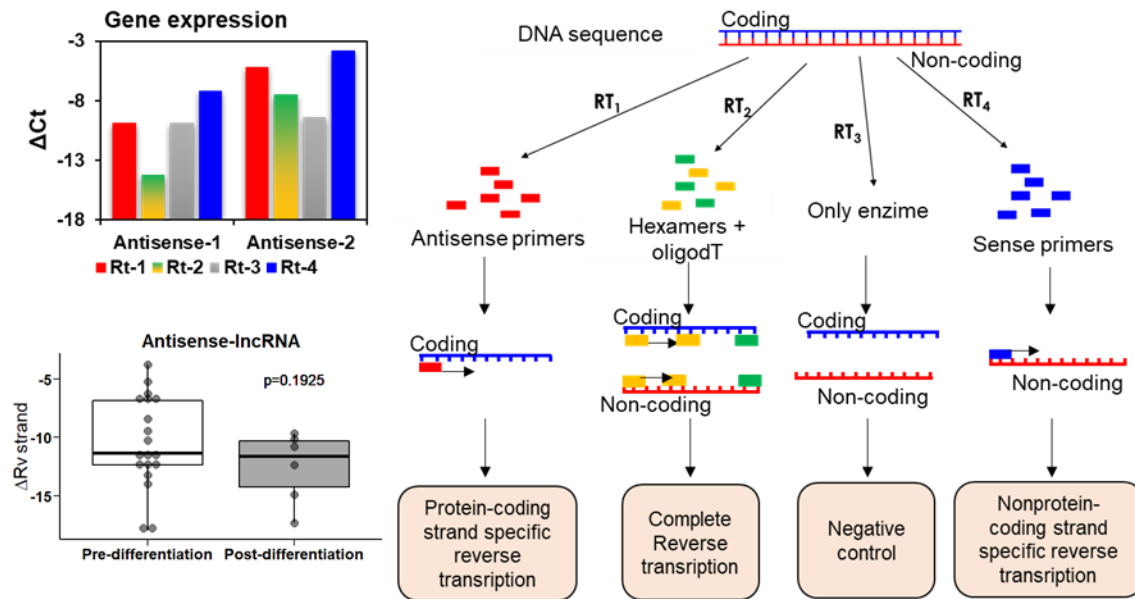 Gene expression
-3
-8
-13
-18
ΔCt
Antisense-1
Antisense-2
Rt-1
Rt-2
Rt-3
Rt-4
Antisense-lncRNA
p=0.1925
-5
-10
-15
ΔRv strand
Pre-differentiation
Post-differentiation
DNA sequence
Coding
Non-coding
RT1
RT2
RT3
RT4
Antisense primers
Hexamers +
oligodT
Only enzime
Sense primers
Coding
Coding
Non-coding
Coding
Non-coding
Non-coding
Protein-coding
strand specific
reverse
transription
Complete
Reverse
transription
Negative
control
Nonprotein-
coding strand
specific reverse
transription